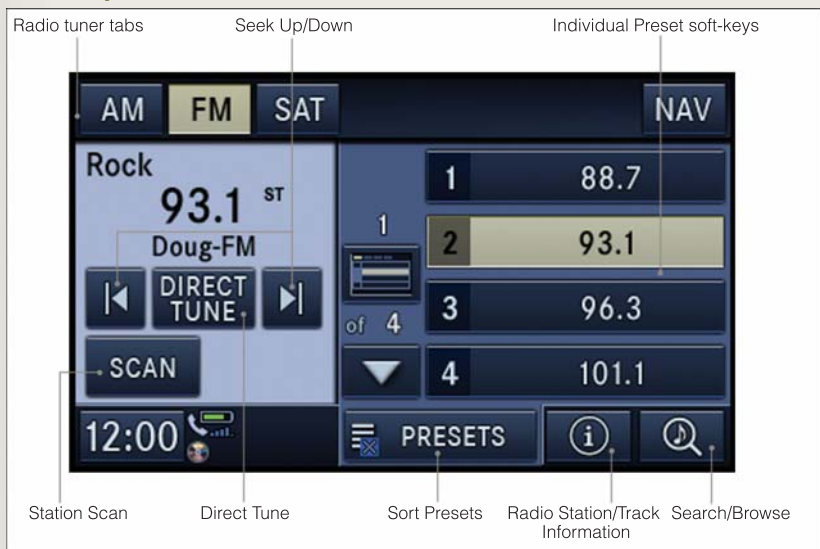 Radio tuner tabs
Seek Up/Down
Individual Preset soft-keys
AM
FM
SAT
NAV
Rock
93.1 ST
Doug-FM
DIRECT
TUNE
SCAN
12:00
1
of 4
1 88.7
2 93.1
3 96.3
4 101.1
PRESETS
i
Station Scan
Direct Tune
Sort Presets
Radio Station/Track
Information
Search/Browse